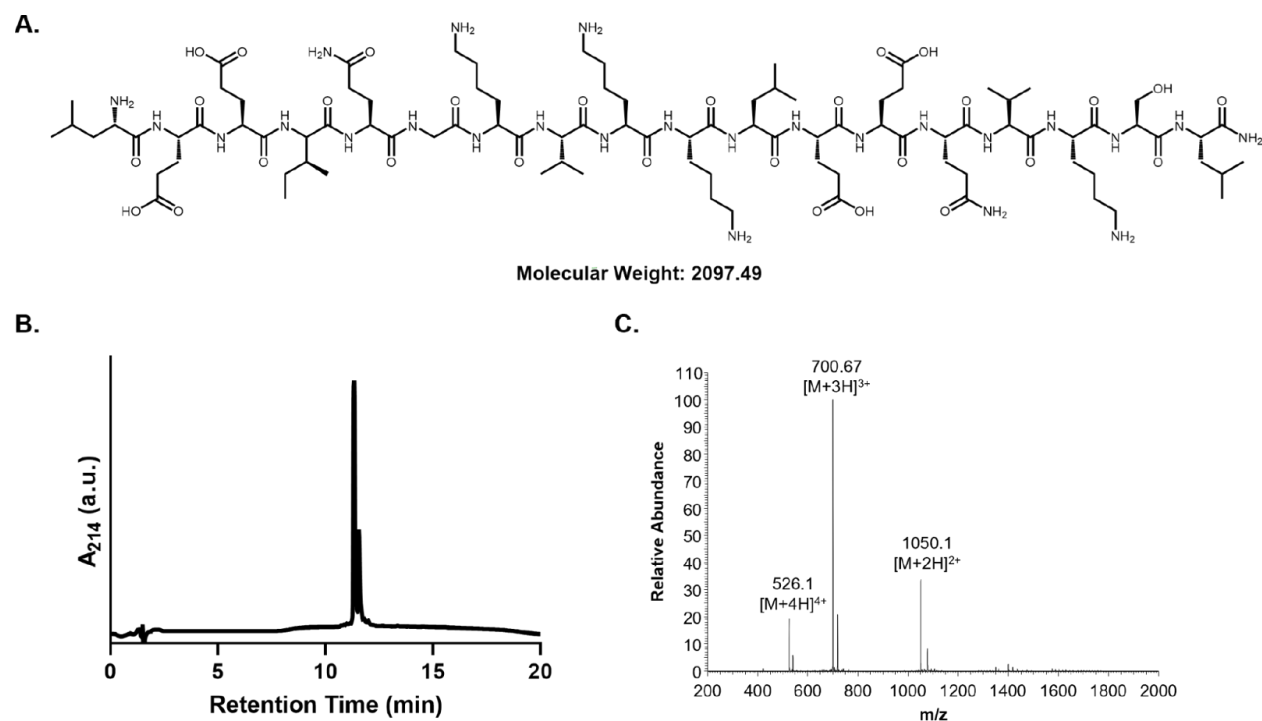 A.
HO O
H2N O
NH2
NH2
O OH
NH2
OH
HO O
O OH
O NH2
NH2
NH2
Molecular Weight: 2097.49
B.
A214 (a.u.)
0 5 10 15 20
Retention Time (min)
C.
700.67
[M+3H]3+
1050.1
[M+2H]2+
526.1
[M+4H]4+
Relative Abundance
110
100
90
80
70
60
50
40
30
20
10
0
200 400 600 800 1000 1200 1400 1600 1800 2000
m/z